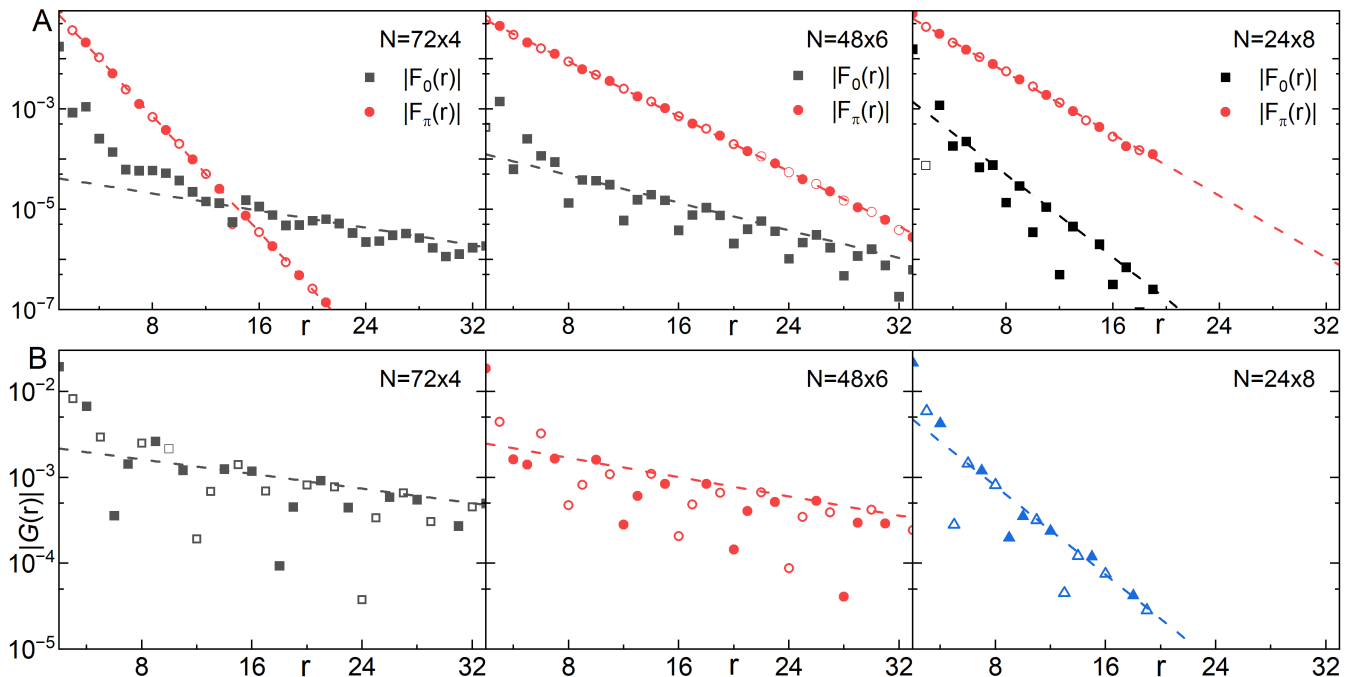 A
N=72x4
|F₀(r)|
|Fπ(r)|
N=48x6
|F₀(r)|
|Fπ(r)|
N=24x8
|F₀(r)|
|Fπ(r)|
10⁻³
10⁻⁵
10⁻⁷
8 16 r 24 32
8 16 r 24 32
8 16 r 24 32
B
N=72x4
N=48x6
N=24x8
10⁻²
10⁻³
10⁻⁴
10⁻⁵
|G(r)|
8 16 r 24 32
8 16 r 24 32
8 16 r 24 32